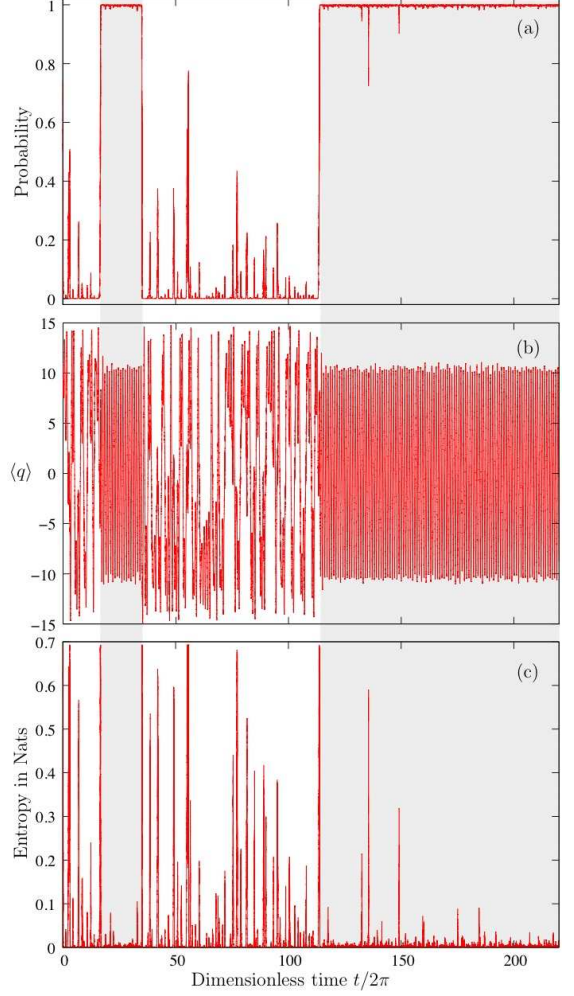 1
0.8
0.6
0.4
0.2
0
Probability
(a)
15
10
5
0
−5
−10
−15
⟨q⟩
(b)
0.7
0.6
0.5
0.4
0.3
0.2
0.1
0
Entropy in Nats
(c)
0 50 100 150 200
Dimensionless time t/2π